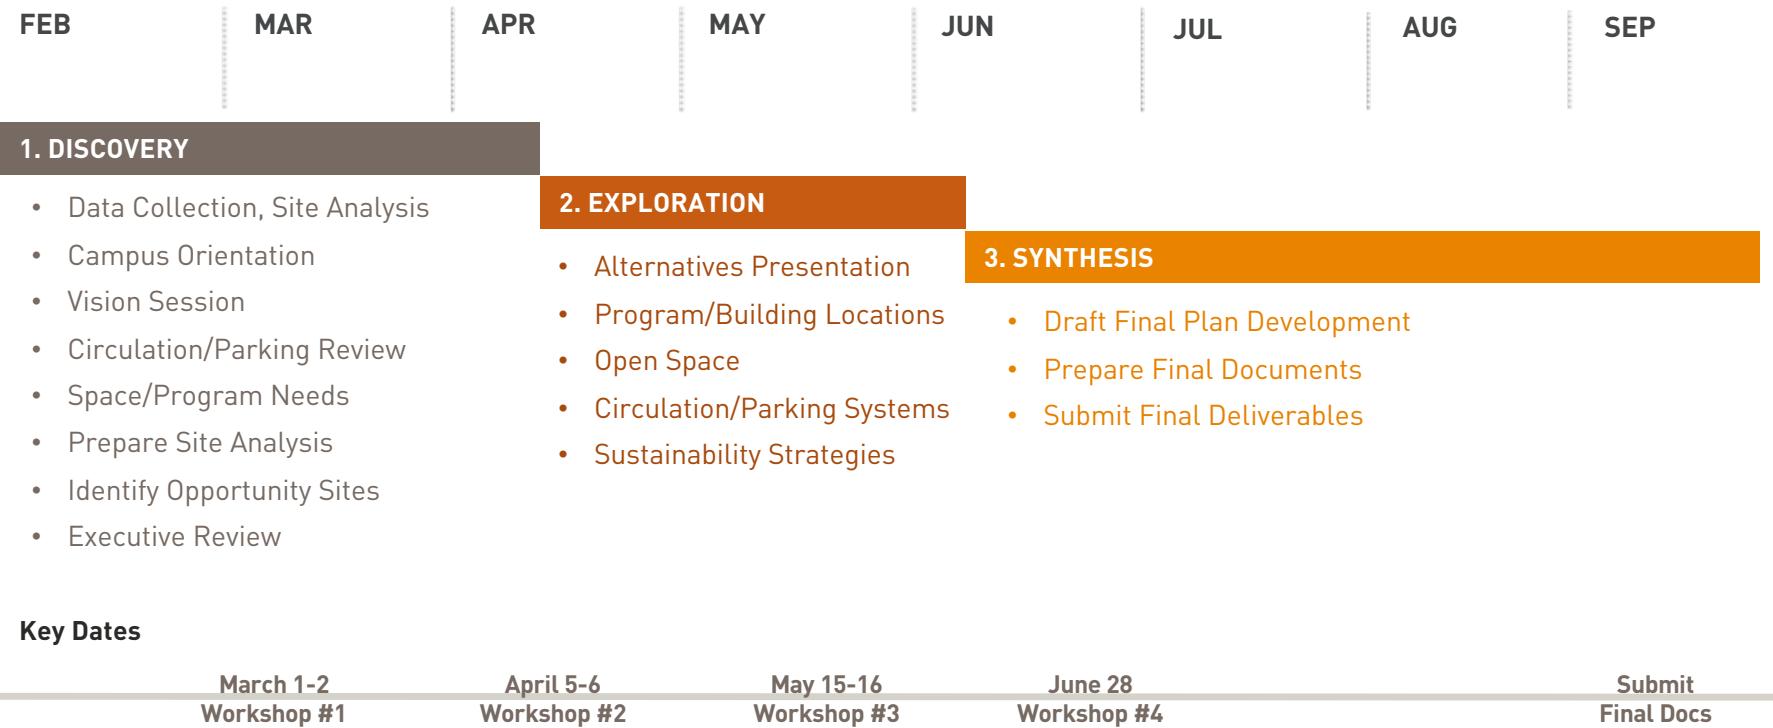 FEB MAR APR MAY JUN JUL AUG SEP
1. DISCOVERY
• Data Collection, Site Analysis
• Campus Orientation
• Vision Session
• Circulation/Parking Review
• Space/Program Needs
• Prepare Site Analysis
• Identify Opportunity Sites
• Executive Review
2. EXPLORATION
• Alternatives Presentation
• Program/Building Locations
• Open Space
• Circulation/Parking Systems
• Sustainability Strategies
3. SYNTHESIS
• Draft Final Plan Development
• Prepare Final Documents
• Submit Final Deliverables
Key Dates
March 1-2
Workshop #1
April 5-6
Workshop #2
May 15-16
Workshop #3
June 28
Workshop #4
Submit
Final Docs